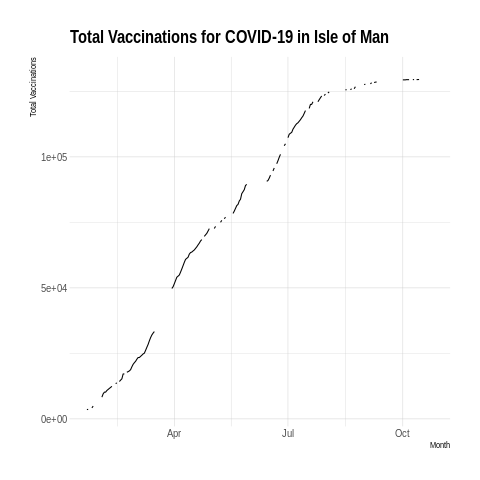 Total Vaccinations for COVID-19 in Isle of Man
Total Vaccinations
1e+05
5e+04
0e+00
Apr Jul Oct
Month